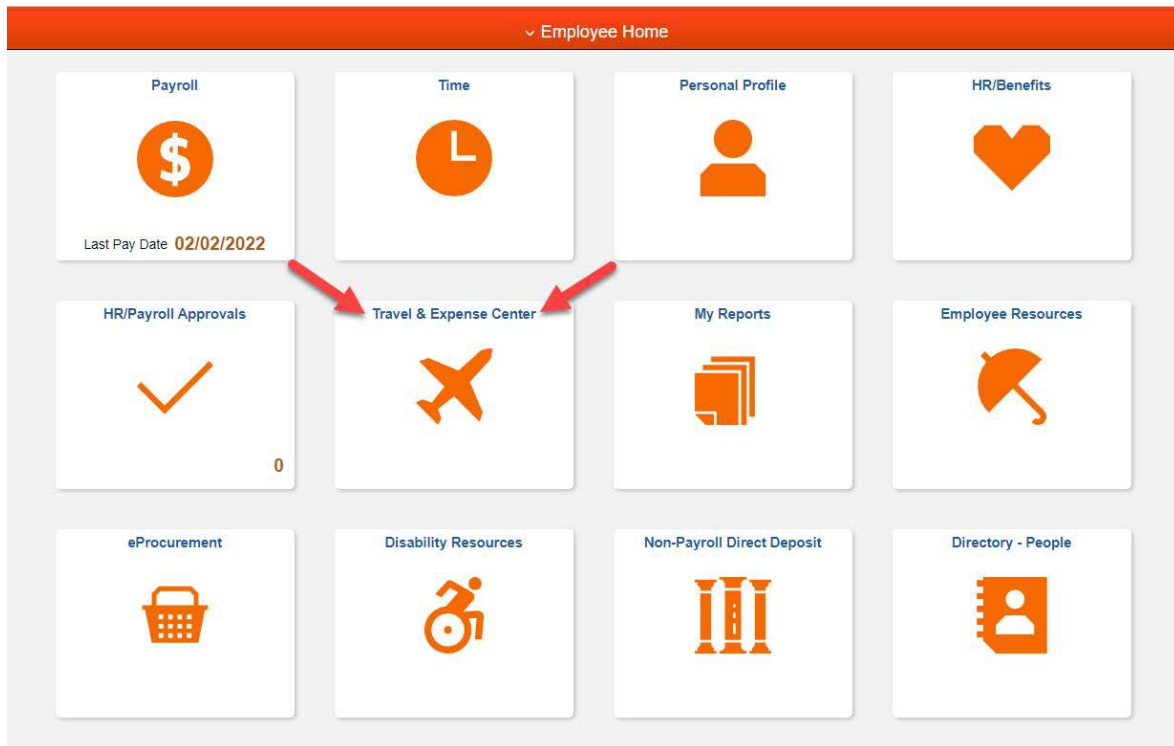 Employee Home
Payroll
Time
Personal Profile
HR/Benefits
Last Pay Date 02/02/2022
HR/Payroll Approvals
Travel & Expense Center
My Reports
Employee Resources
0
eProcurement
Disability Resources
Non-Payroll Direct Deposit
Directory - People